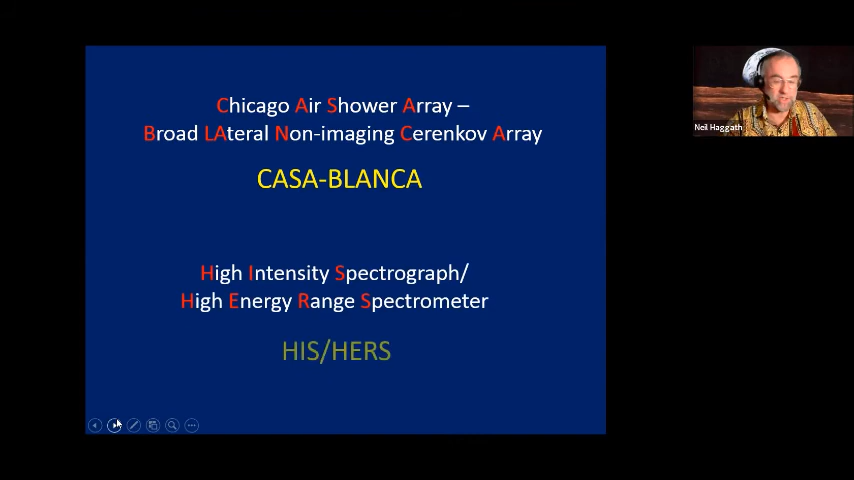 Chicago Air Shower Array –
Broad LAteral Non-imaging Cerenkov Array
CASA-BLANCA
High Intensity Spectrograph/
High Energy Range Spectrometer
HIS/HERS
Neil Haggath